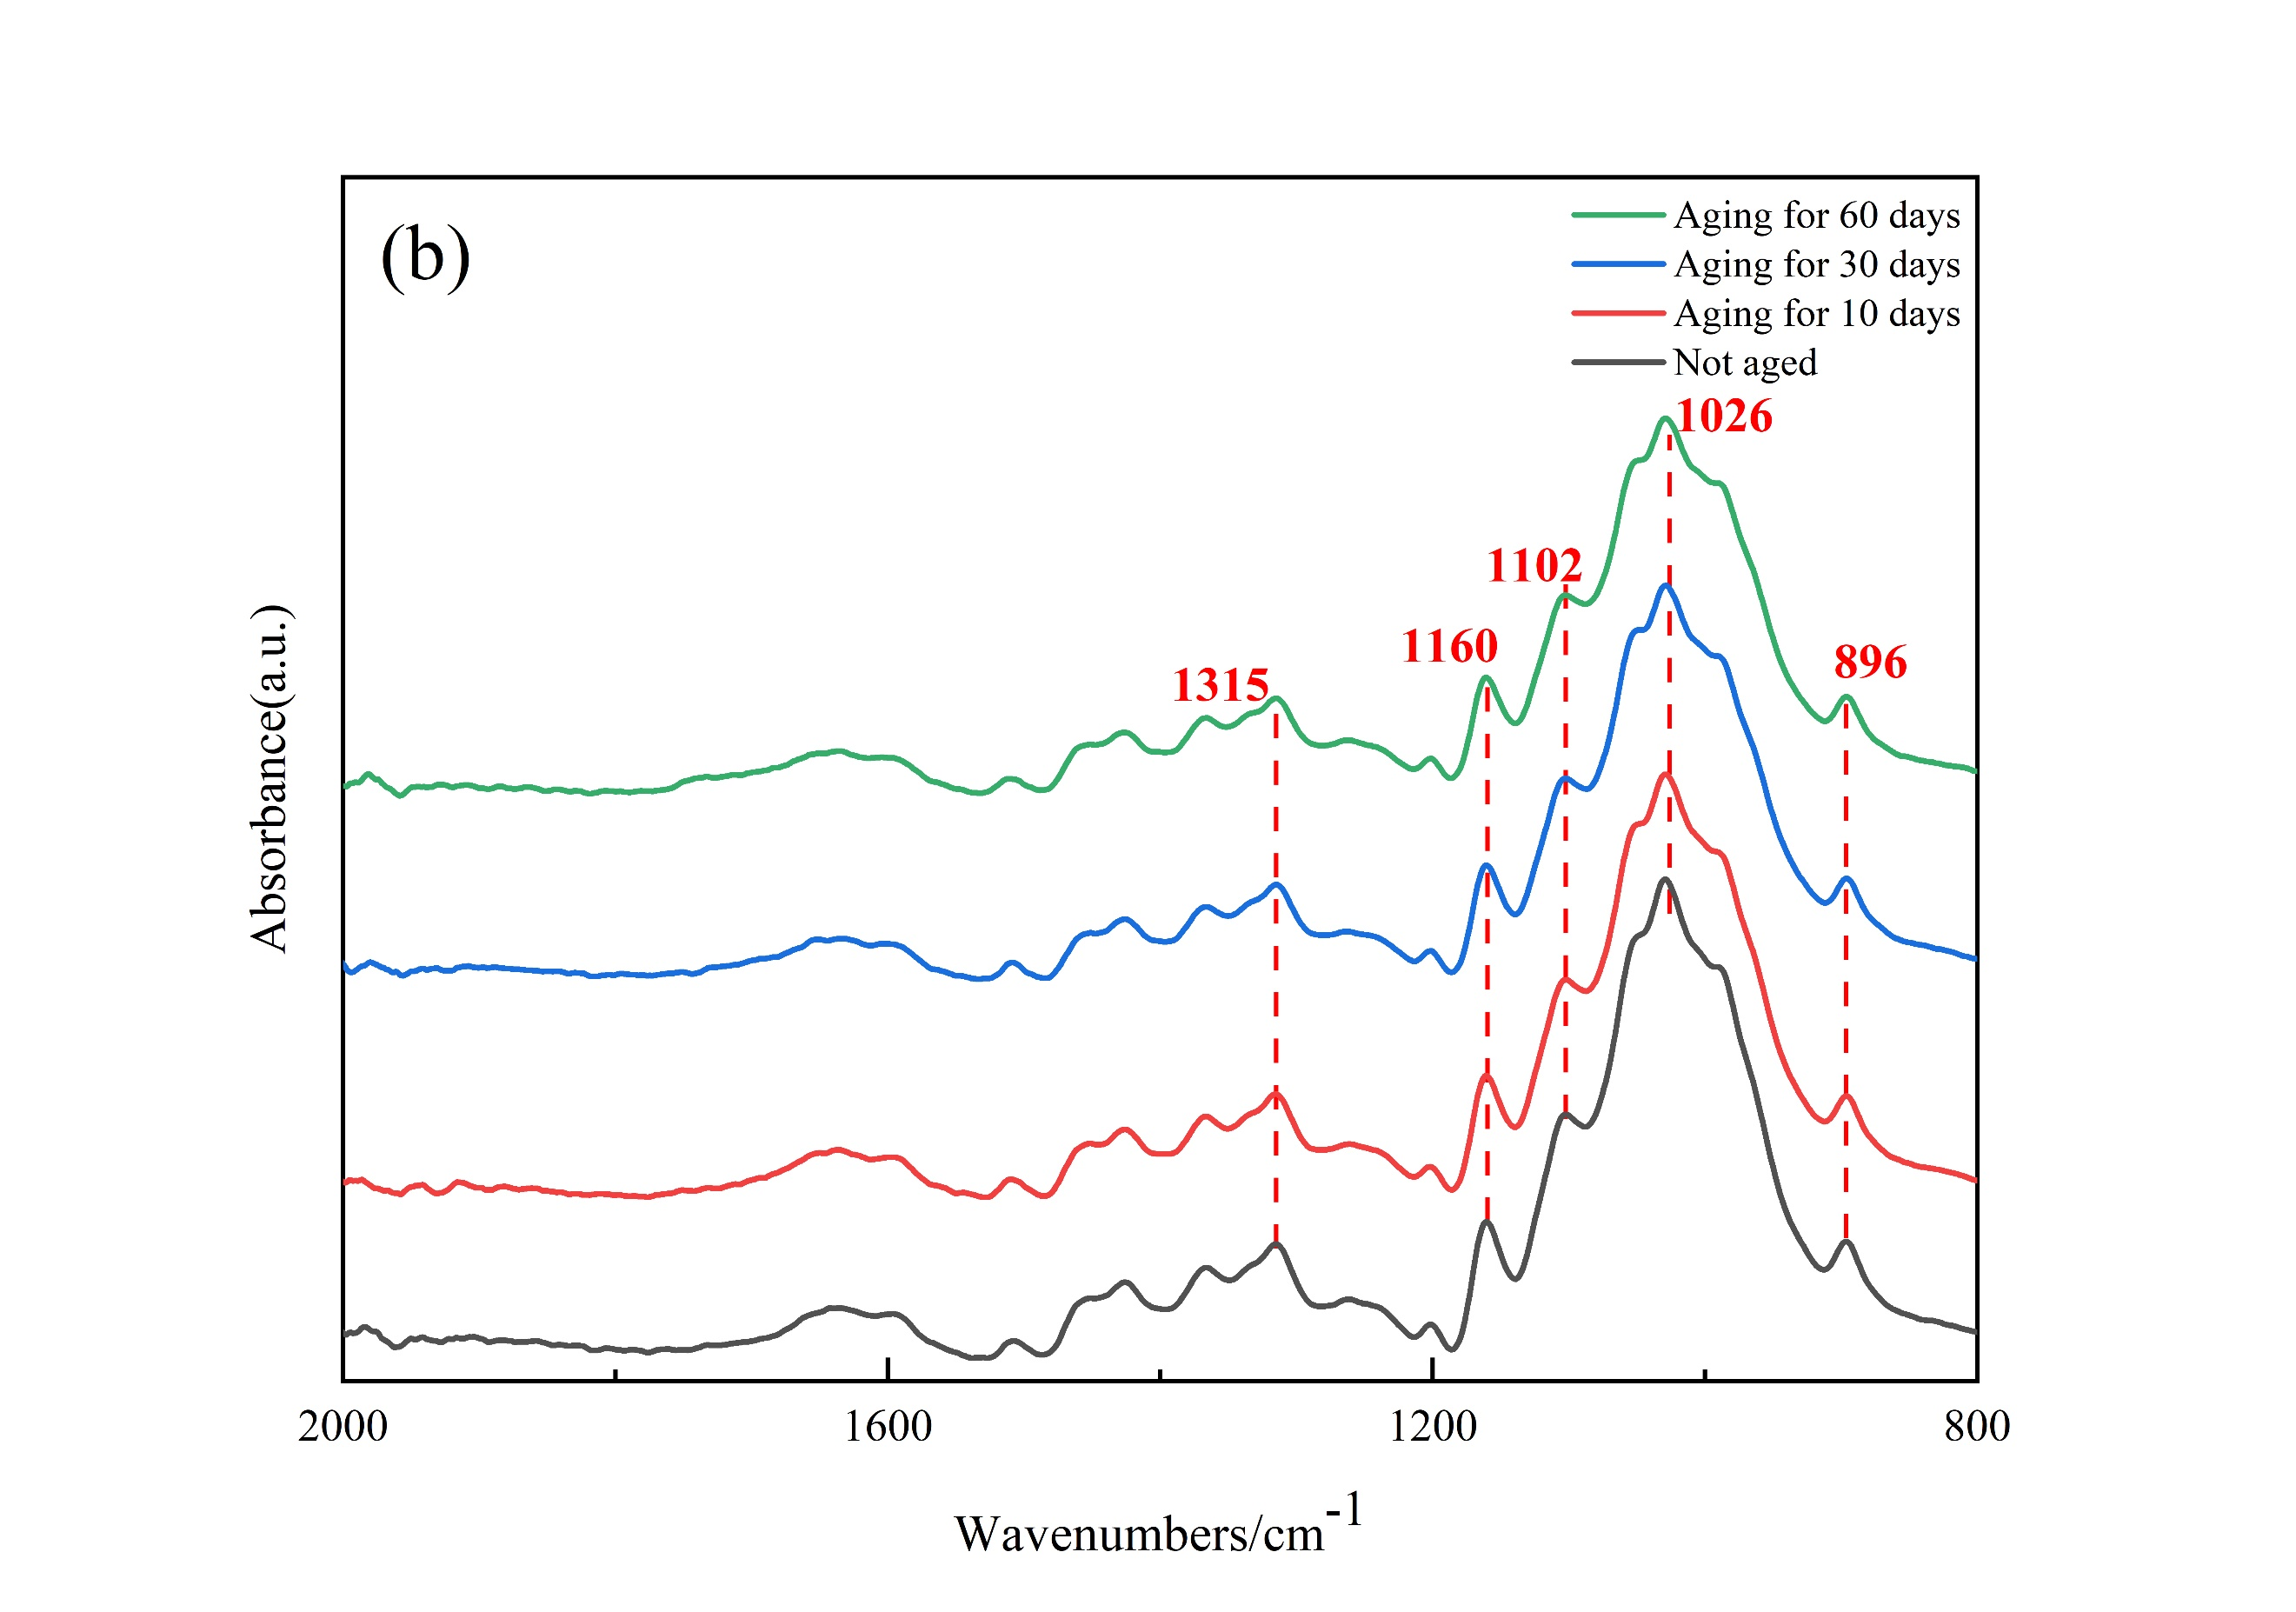 (b)
Aging for 60 days
Aging for 30 days
Aging for 10 days
Not aged
1026
1102
1160
1315
896
Absorbance(a.u.)
2000
1600
1200
800
Wavenumbers/cm-1